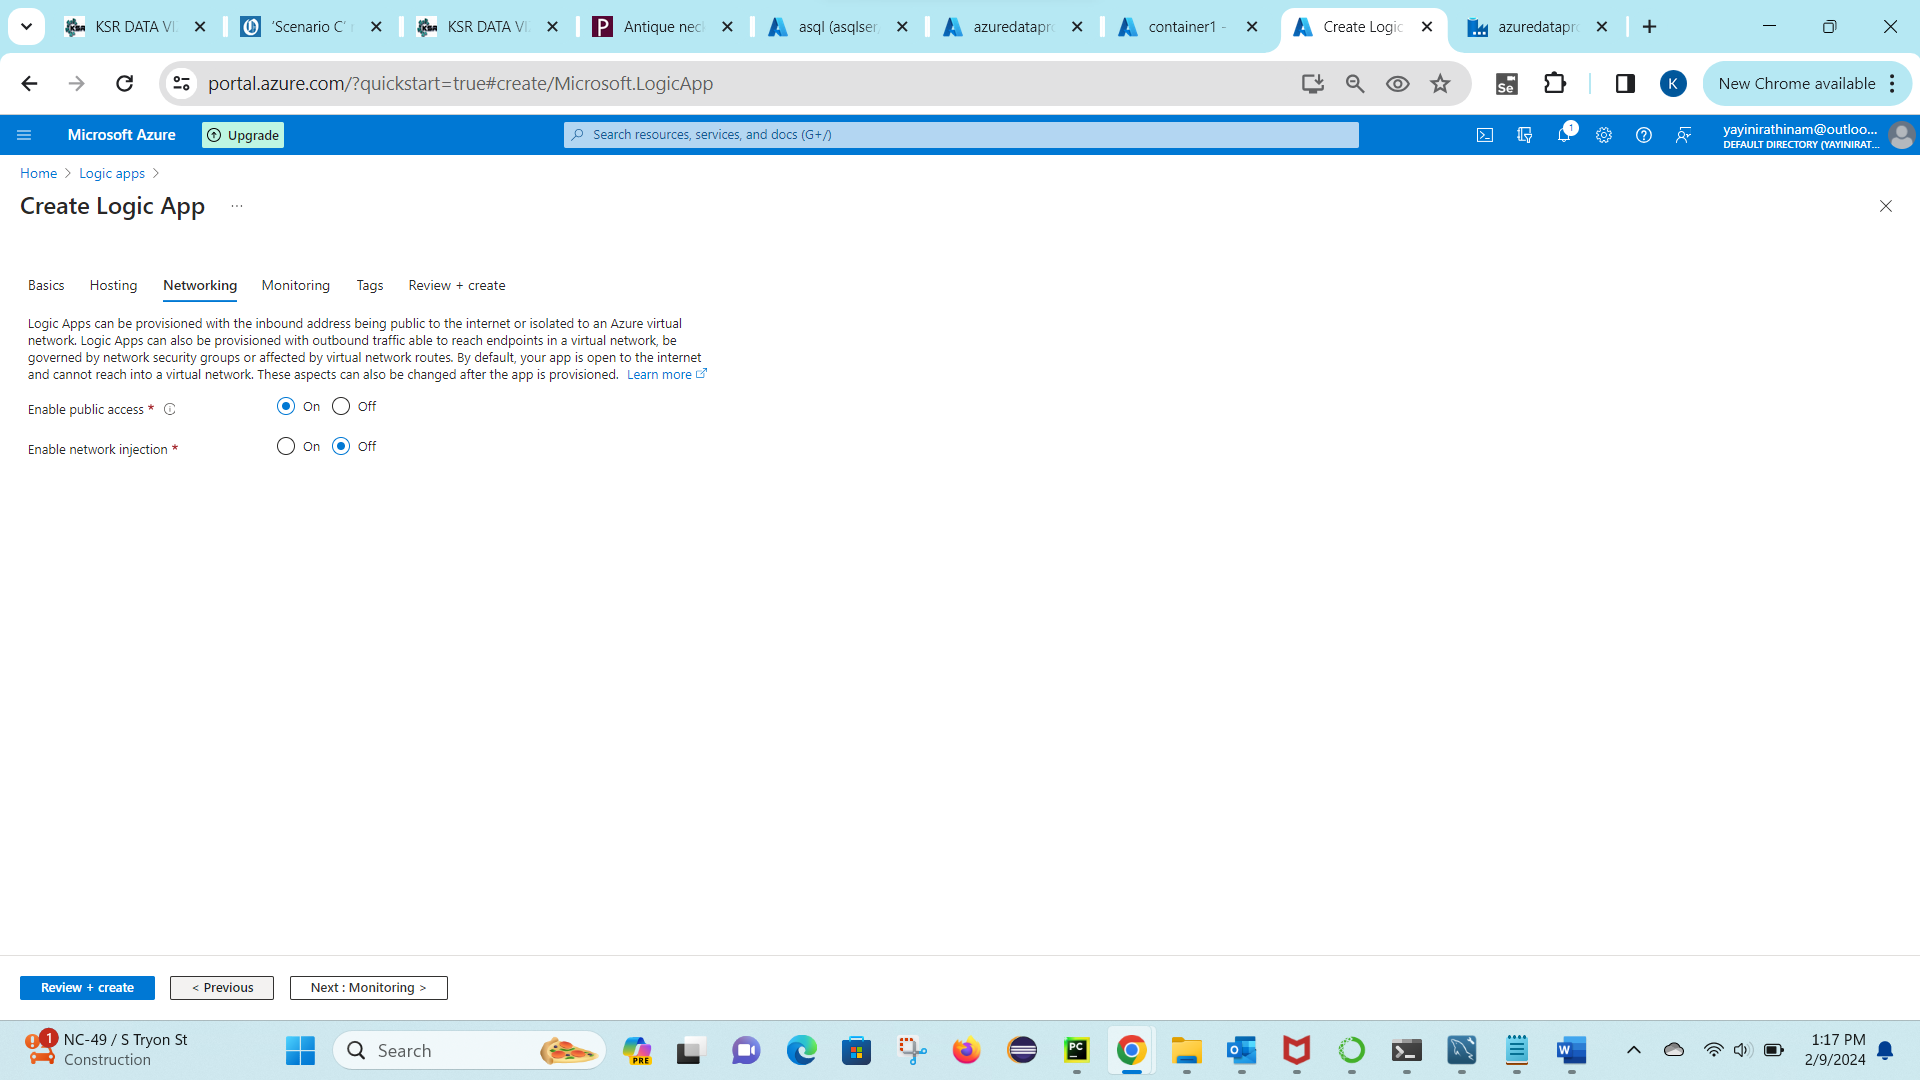 KSR DATA VI
'Scenario C' r
KSR DATA VI
Antique neck
asql (asqlser,
azuredatapro
container1 -
Create Logic
azuredatapro
portal.azure.com/?quickstart=true#create/Microsoft.LogicApp
Se
K
New Chrome available
Microsoft Azure
Upgrade
Search resources, services, and docs (G+/)
1
yayinirathinam@outloo...
DEFAULT DIRECTORY (YAYINIRAT...
Home > Logic apps >
Create Logic App ...
Basics Hosting Networking Monitoring Tags Review + create
Logic Apps can be provisioned with the inbound address being public to the internet or isolated to an Azure virtual
network. Logic Apps can also be provisioned with outbound traffic able to reach endpoints in a virtual network, be
governed by network security groups or affected by virtual network routes. By default, your app is open to the internet
and cannot reach into a virtual network. These aspects can also be changed after the app is provisioned. Learn more
Enable public access * On Off
Enable network injection * On Off
Review + create
< Previous
Next : Monitoring >
1
NC-49 / S Tryon St
Construction
Search
PRE
PC
W
1:17 PM
2/9/2024